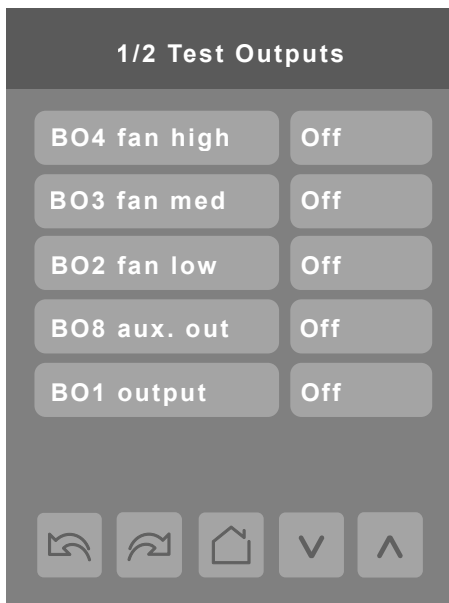 1/2 Test Outputs
BO4 fan high Off
BO3 fan med Off
BO2 fan low Off
BO8 aux. out Off
BO1 output Off